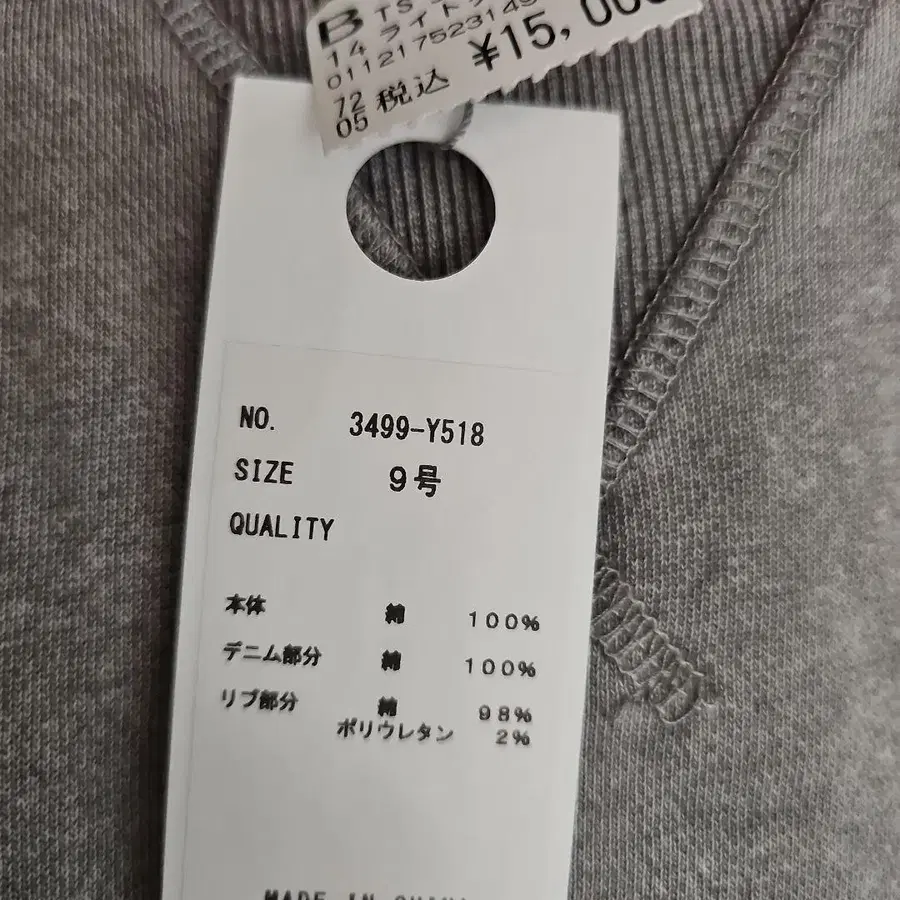 B TS
14 ライト
0112175231
¥15,00
72
05 税込
NO. 3499-Y518
SIZE 9号
QUALITY
本体 綿 100%
デニム部分 綿 100%
リブ部分 綿 98%
ポリウレタン 2%
MADE IN